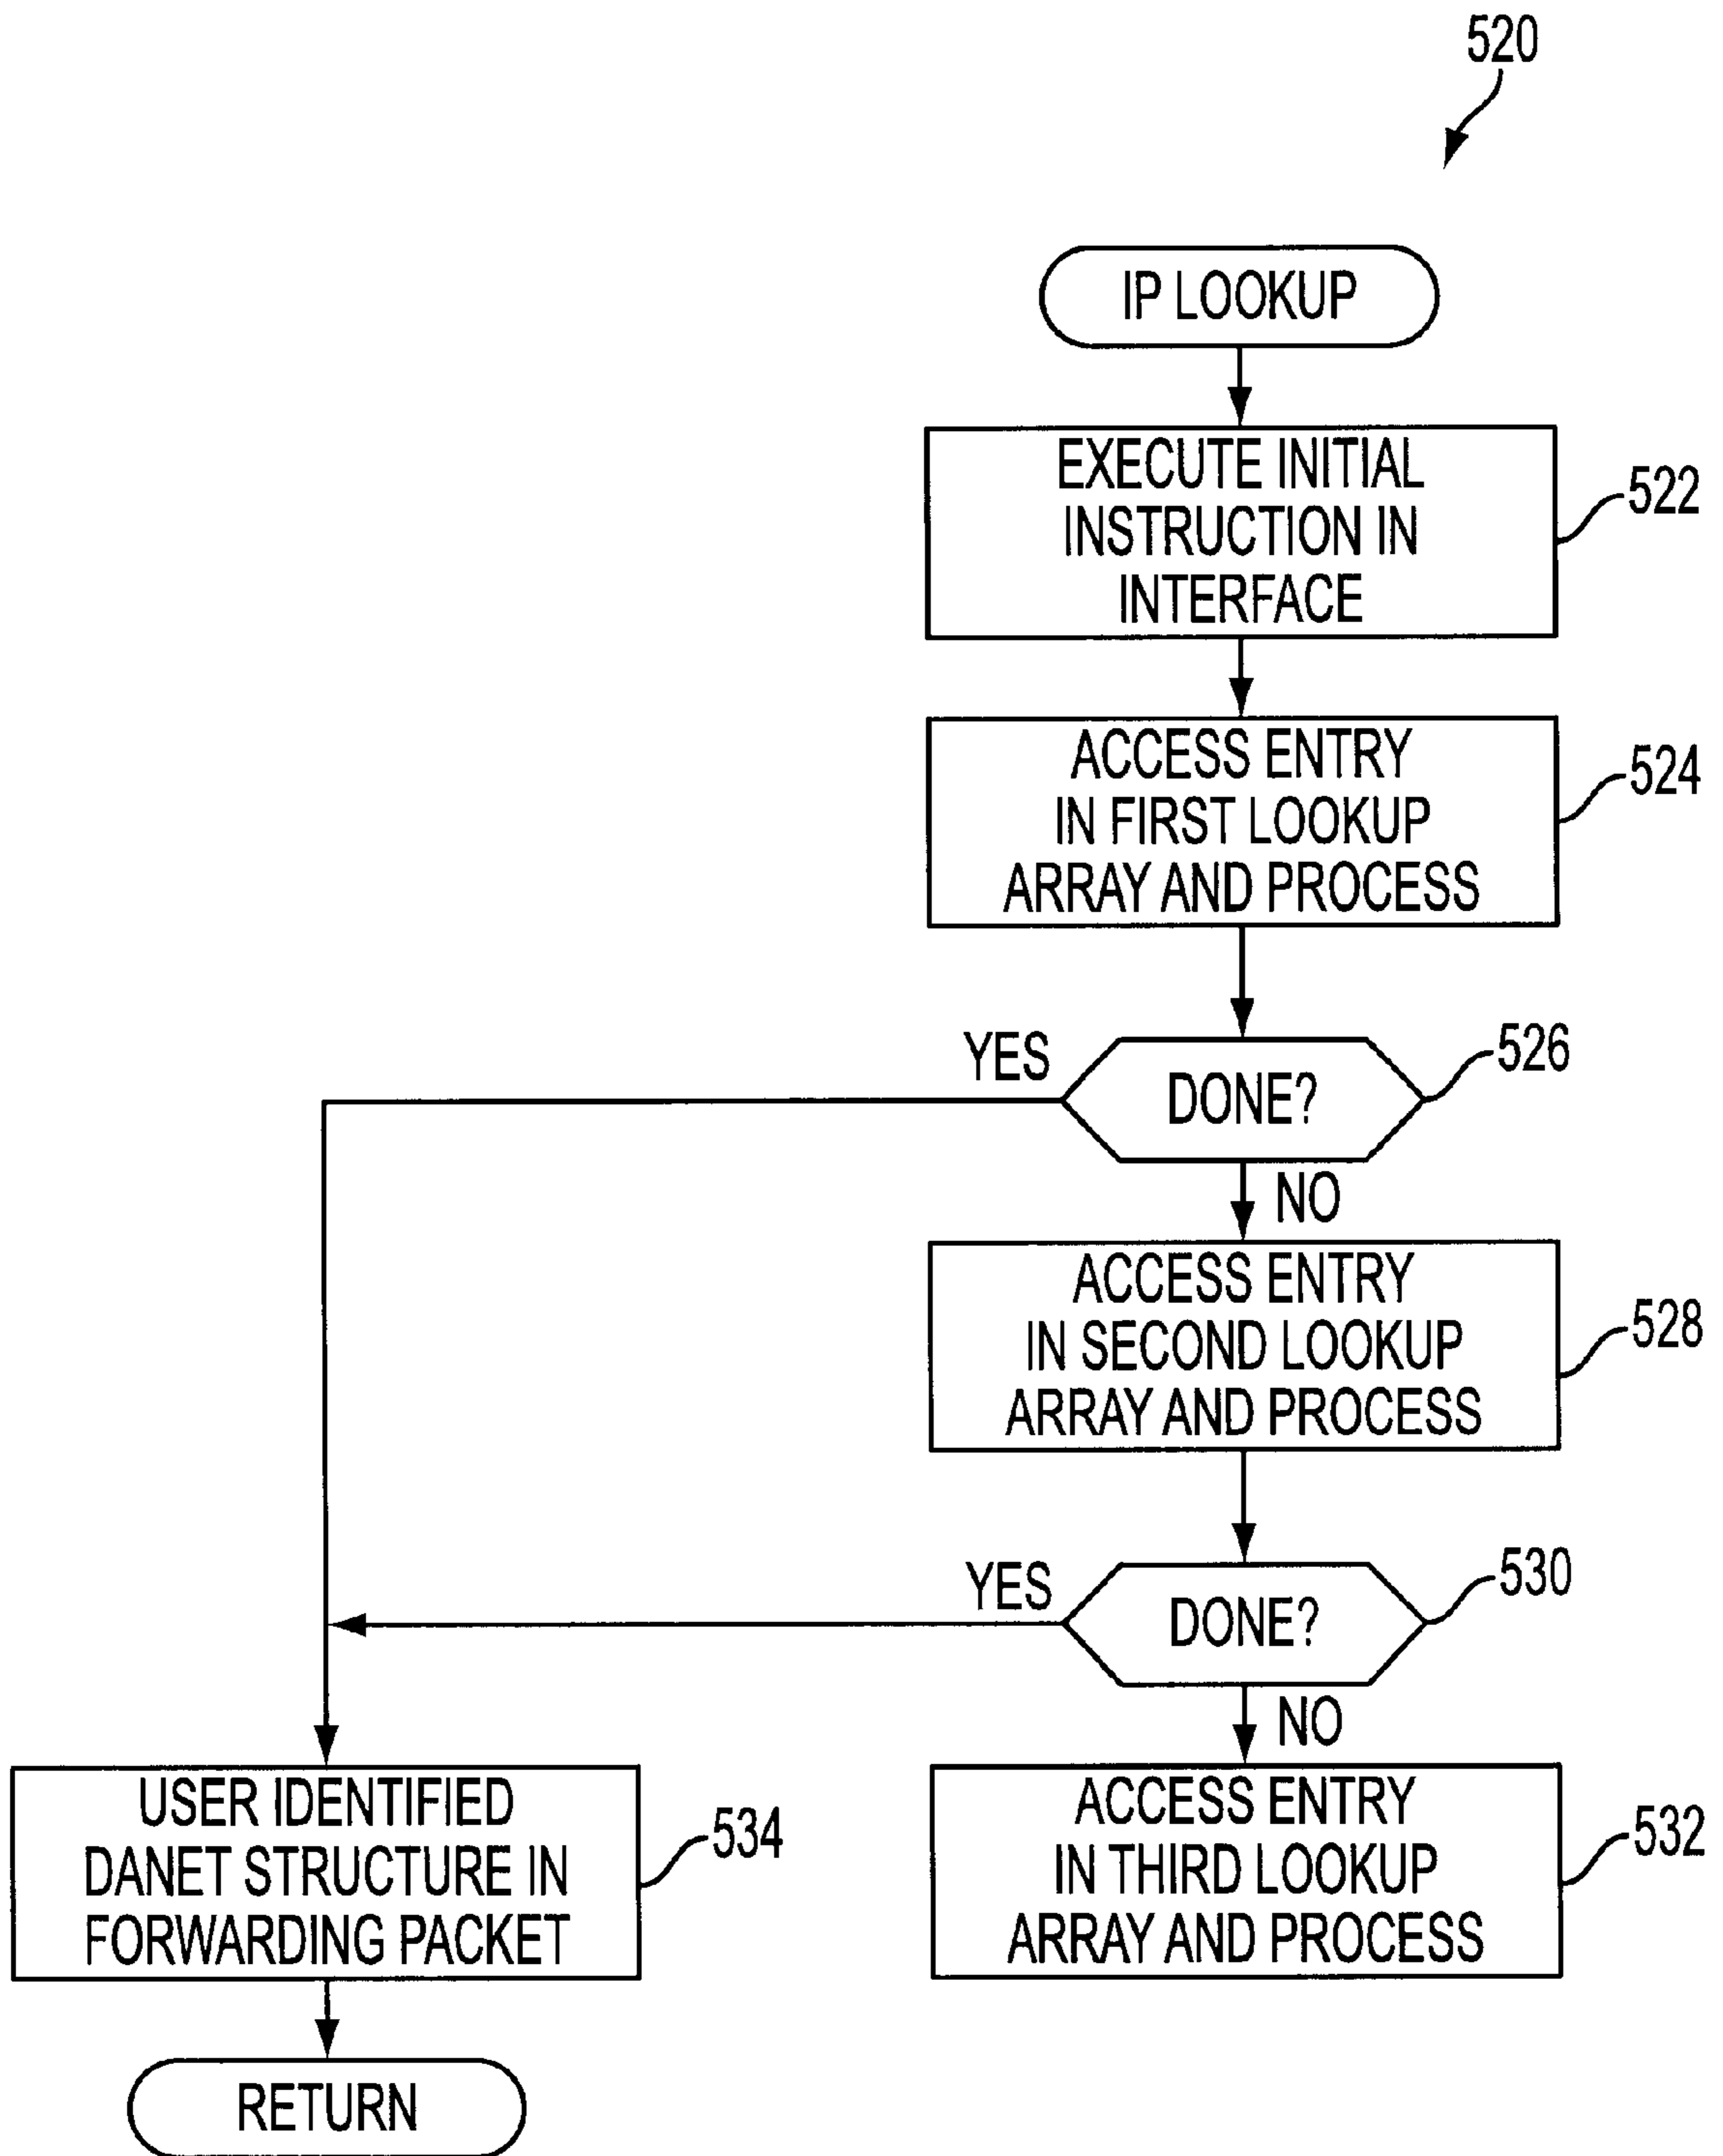 520
IP LOOKUP
EXECUTE INITIAL
INSTRUCTION IN
INTERFACE
522
ACCESS ENTRY
IN FIRST LOOKUP
ARRAY AND PROCESS
524
YES
DONE?
526
NO
ACCESS ENTRY
IN SECOND LOOKUP
ARRAY AND PROCESS
528
YES
DONE?
530
NO
USER IDENTIFIED
DANET STRUCTURE IN
FORWARDING PACKET
534
ACCESS ENTRY
IN THIRD LOOKUP
ARRAY AND PROCESS
532
RETURN